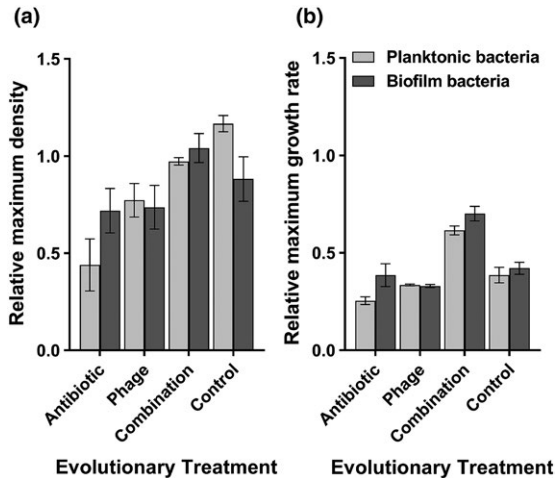 (a)
Relative maximum density
1.5
1.0
0.5
0.0
Antibiotic
Phage
Combination
Control
Evolutionary Treatment
(b)
Planktonic bacteria
Biofilm bacteria
Relative maximum growth rate
1.5
1.0
0.5
0.0
Antibiotic
Phage
Combination
Control
Evolutionary Treatment